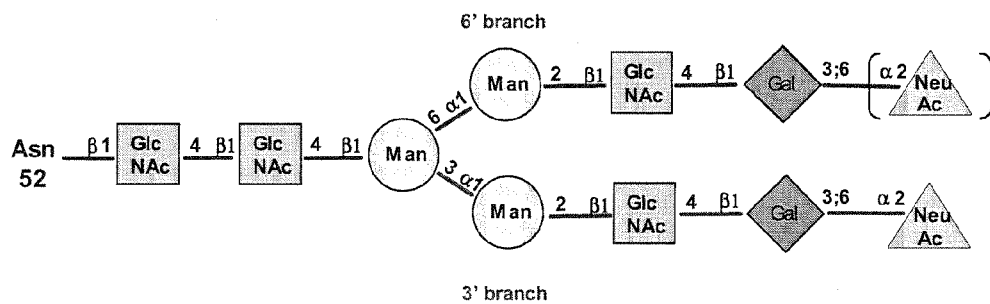 6' branch
Man 2 β1 Glc NAc 4 β1 Gal 3;6 (α2 Neu Ac)
6 α1
Asn 52 β1 Glc NAc 4 β1 Glc NAc 4 β1 Man
3 α1
Man 2 β1 Glc NAc 4 β1 Gal 3;6 α2 Neu Ac
3' branch